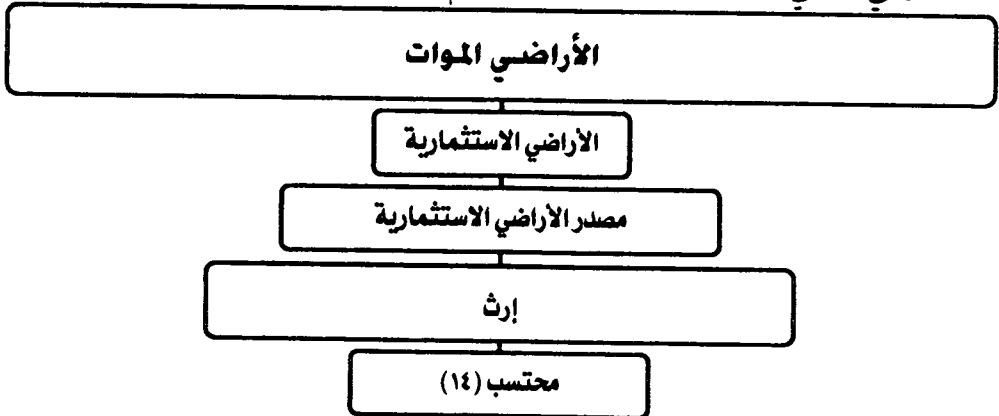 الأراضي الموات
الأراضي الاستثمارية
مصدر الأراضي الاستثمارية
إرث
محتسب (١٤)